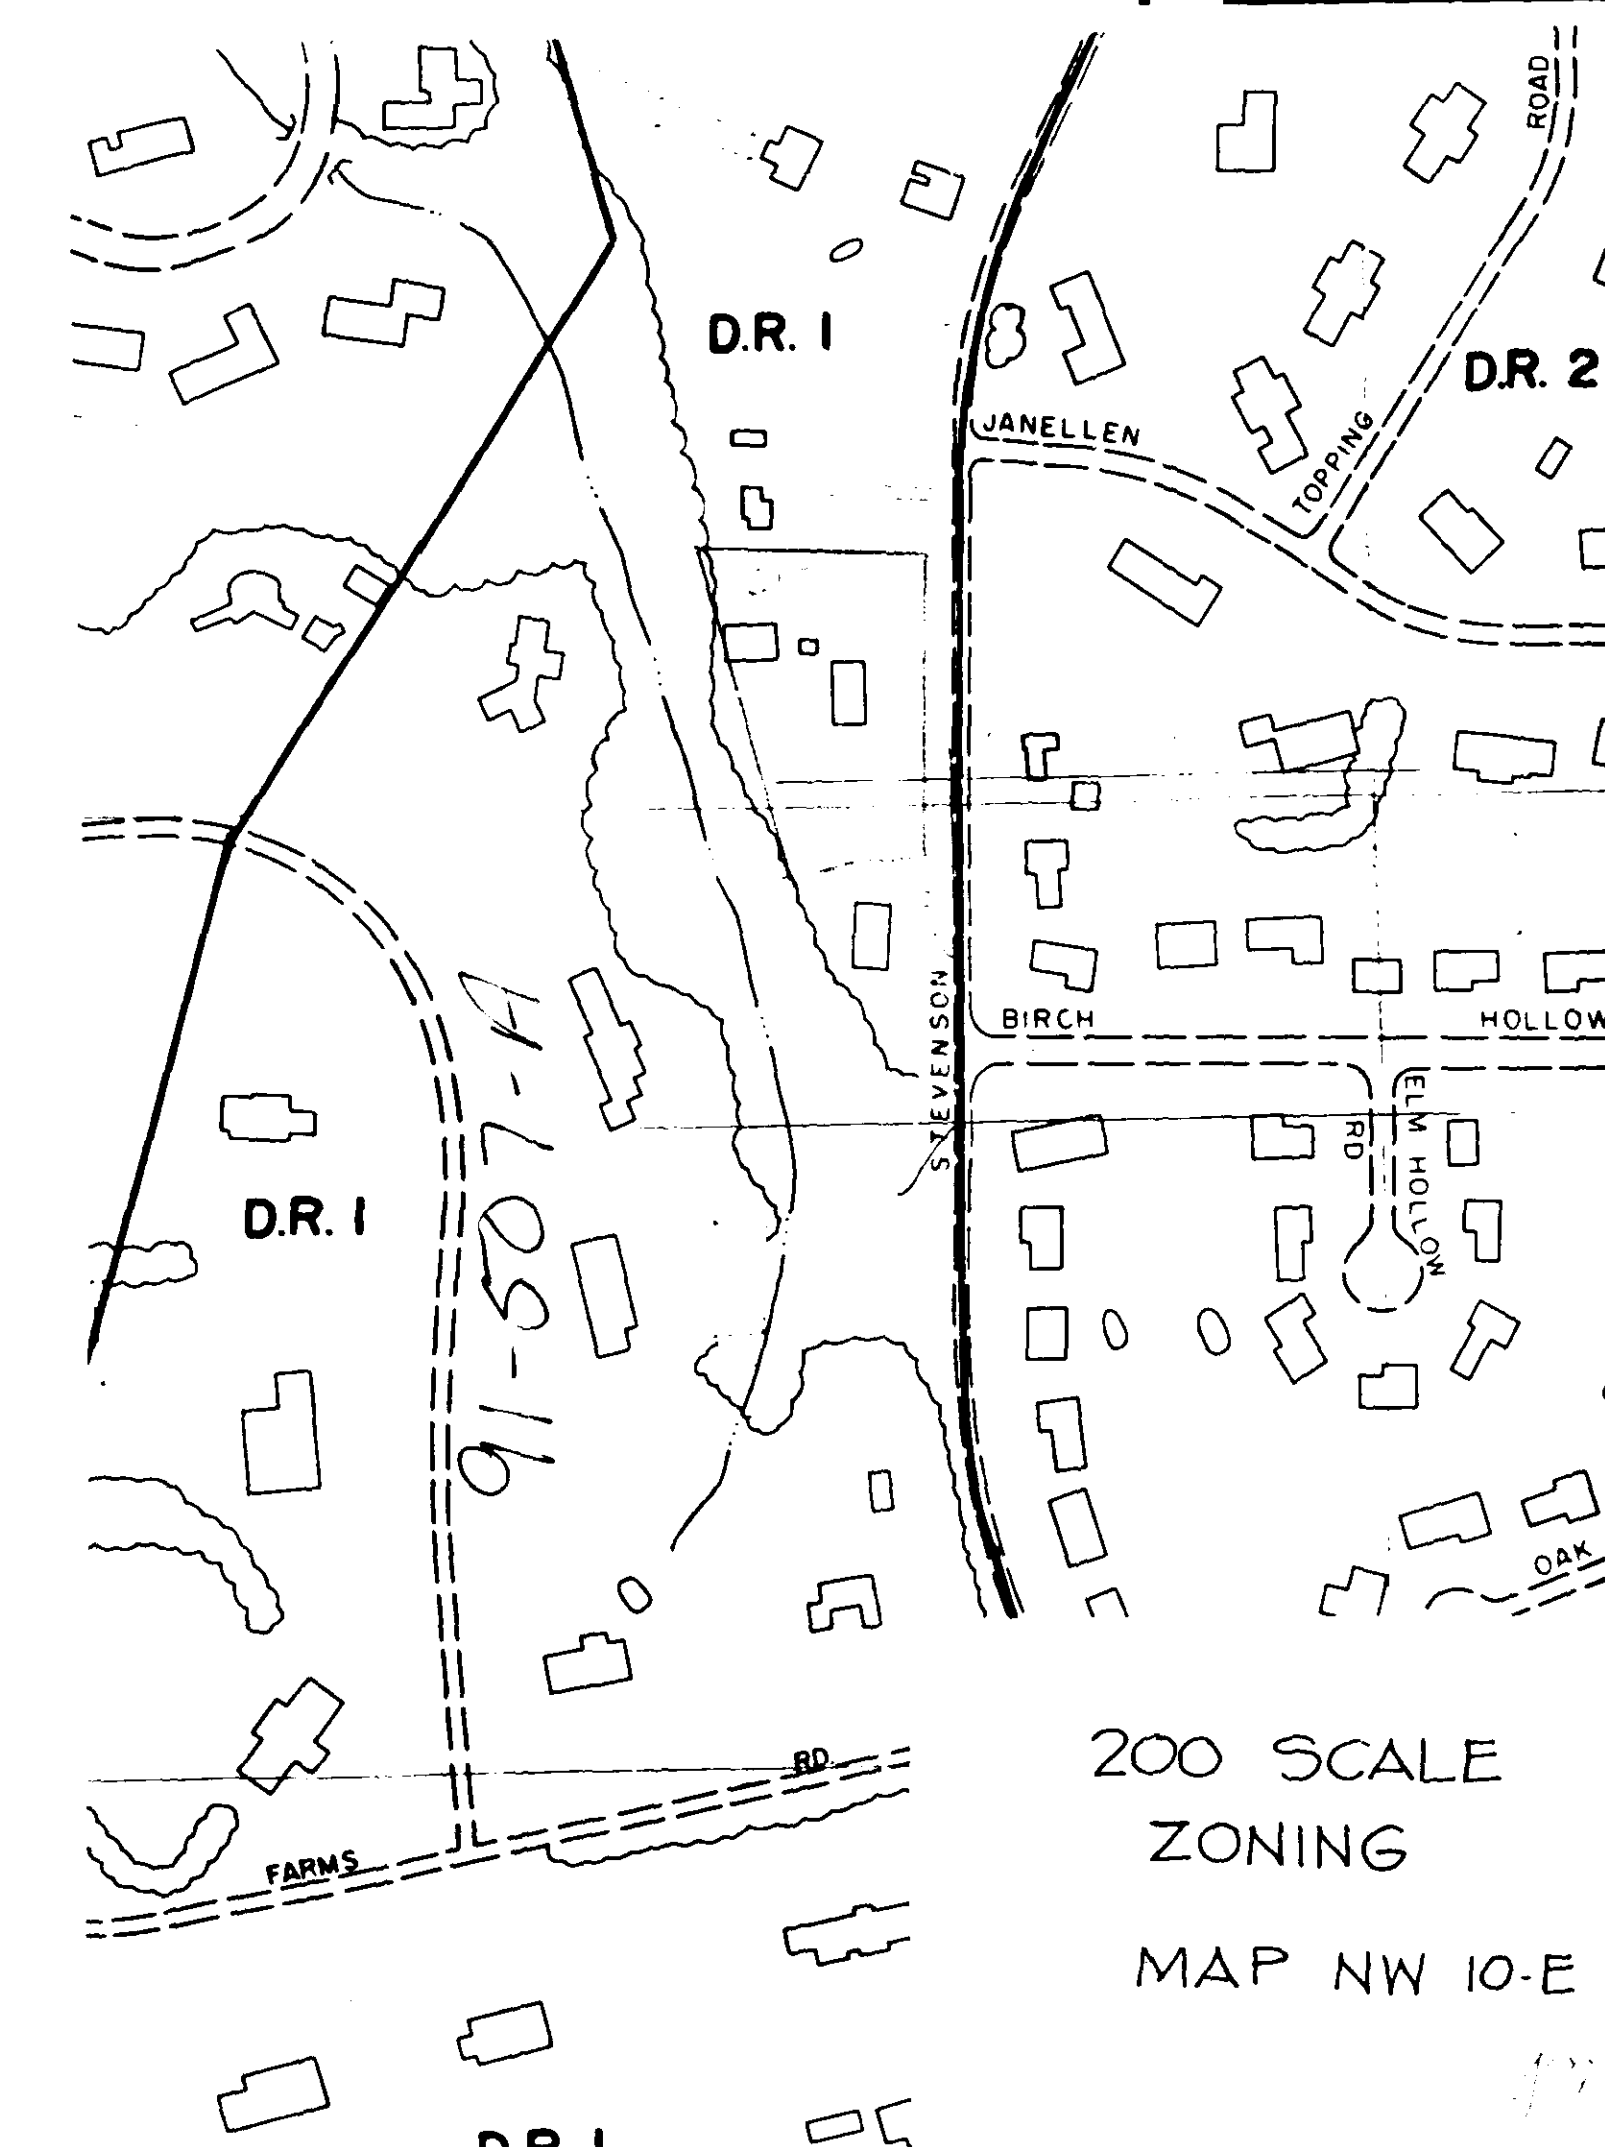 ROAD
D.R. 1
D.R. 2
JANELLEN
TOPPING
STEVENSON
BIRCH
HOLLOW
ELM HOLLOW
RD
D.R. 1
91-507-A
OAK
RD.
FARMS
200 SCALE
ZONING
MAP NW 10-E
D.R. 1